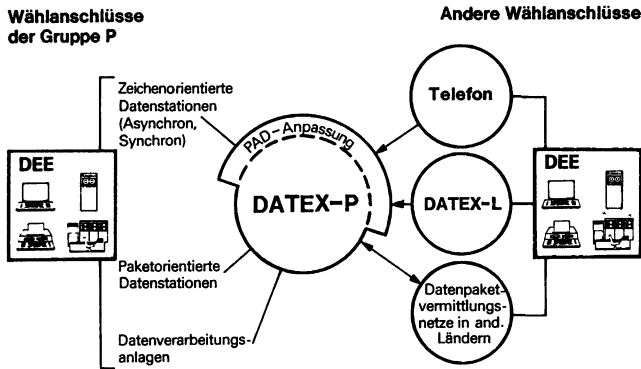 Wählanschlüsse
der Gruppe P
Andere Wählanschlüsse
Zeichenorientierte
Datenstationen
(Asynchron,
Synchron)
DEE
PAD-Anpassung
DATEX-P
Paketorientierte
Datenstationen
Datenverarbeitungs-
anlagen
Telefon
DATEX-L
Datenpaket-
vermittlungs-
netze in and.
Ländern
DEE